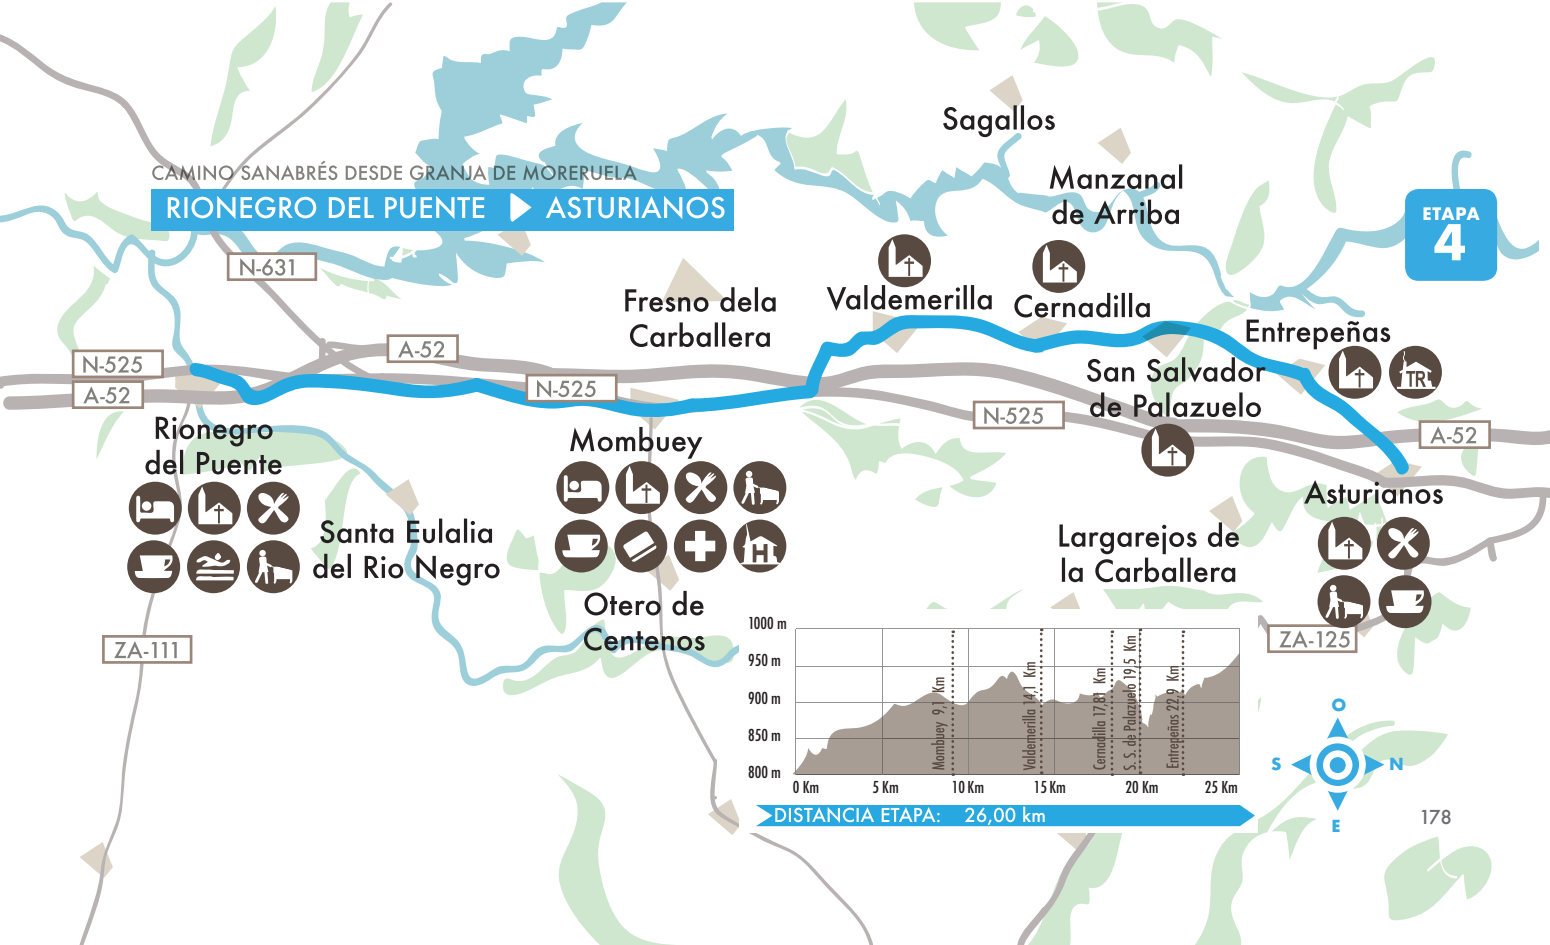 CAMINO SANABRÉS DESDE GRANJA DE MORERUELA
RIONEGRO DEL PUENTE
ASTURIANOS
ETAPA
4
Sagallos
Manzanal
de Arriba
N-631
Fresno dela
Carballera
Valdemerilla
Cernadilla
Entrepeñas
TR
N-525
A-52
A-52
N-525
San Salvador
de Palazuelo
N-525
A-52
Rionegro
del Puente
Mombuey
H
Asturianos
Santa Eulalia
del Rio Negro
Largarejos de
la Carballera
Otero de
Centenos
ZA-111
ZA-125
1000 m
950 m
900 m
850 m
800 m
Mombuey 9,1 Km
Valdemerilla 14,1 Km
Cernadilla 17,81 Km
S. S. de Palazuelo 19,5 Km
Entrepeñas 22,9 Km
0 Km
5 Km
10 Km
15 Km
20 Km
25 Km
DISTANCIA ETAPA: 26,00 km
O
S
N
E
178